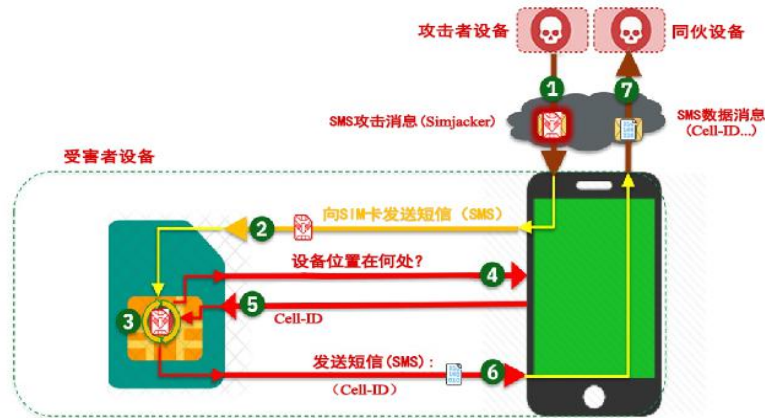 攻击者设备
同伙设备
1
7
SMS攻击消息(Simjacker)
SMS数据消息
(Cell-ID...)
受害者设备
2
向SIM卡发送短信（SMS）
设备位置在何处?
4
3
5
Cell-ID
发送短信(SMS):
6
（Cell-ID）